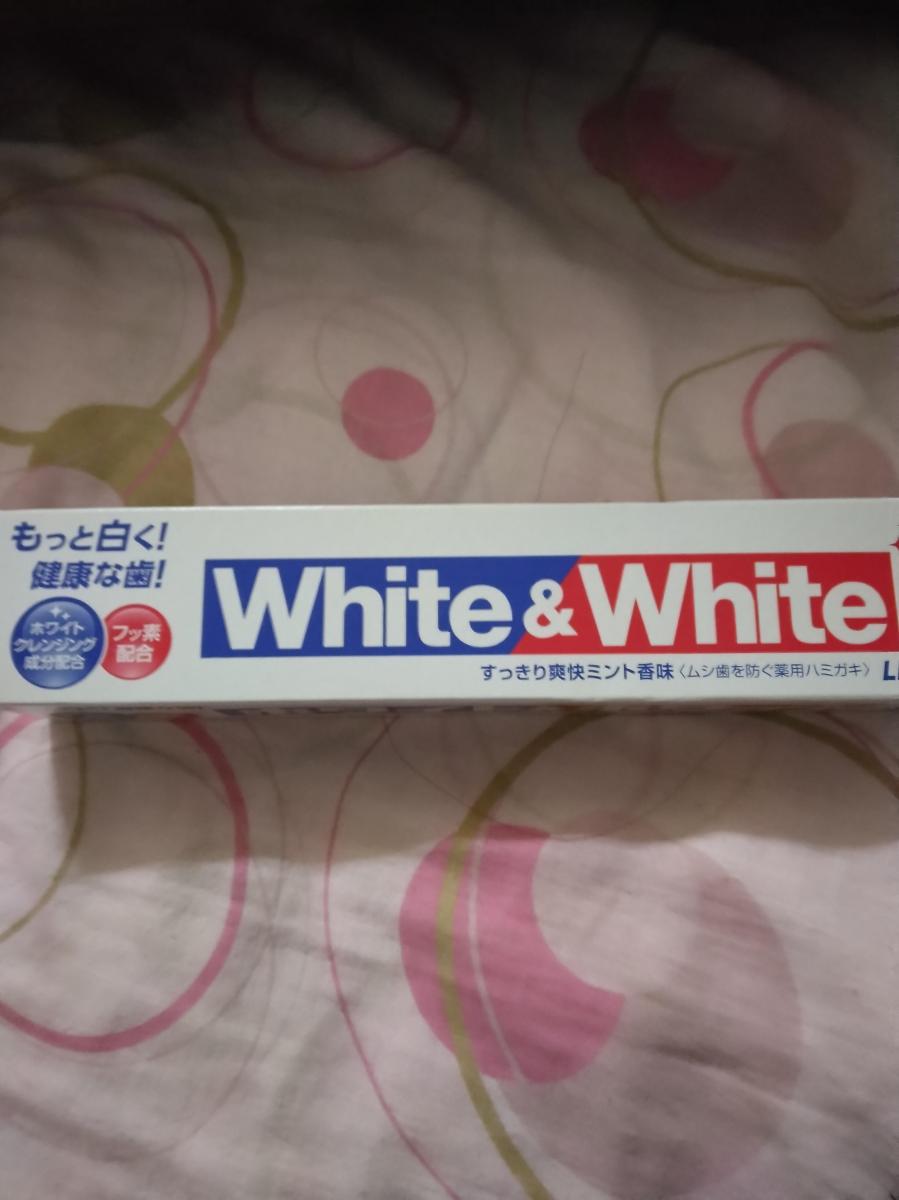 もっと白く!
健康な歯!
ホワイト
クレンジング
成分配合
フッ素
配合
White & White
すっきり爽快ミント香味〈ムシ歯を防ぐ薬用ハミガキ〉